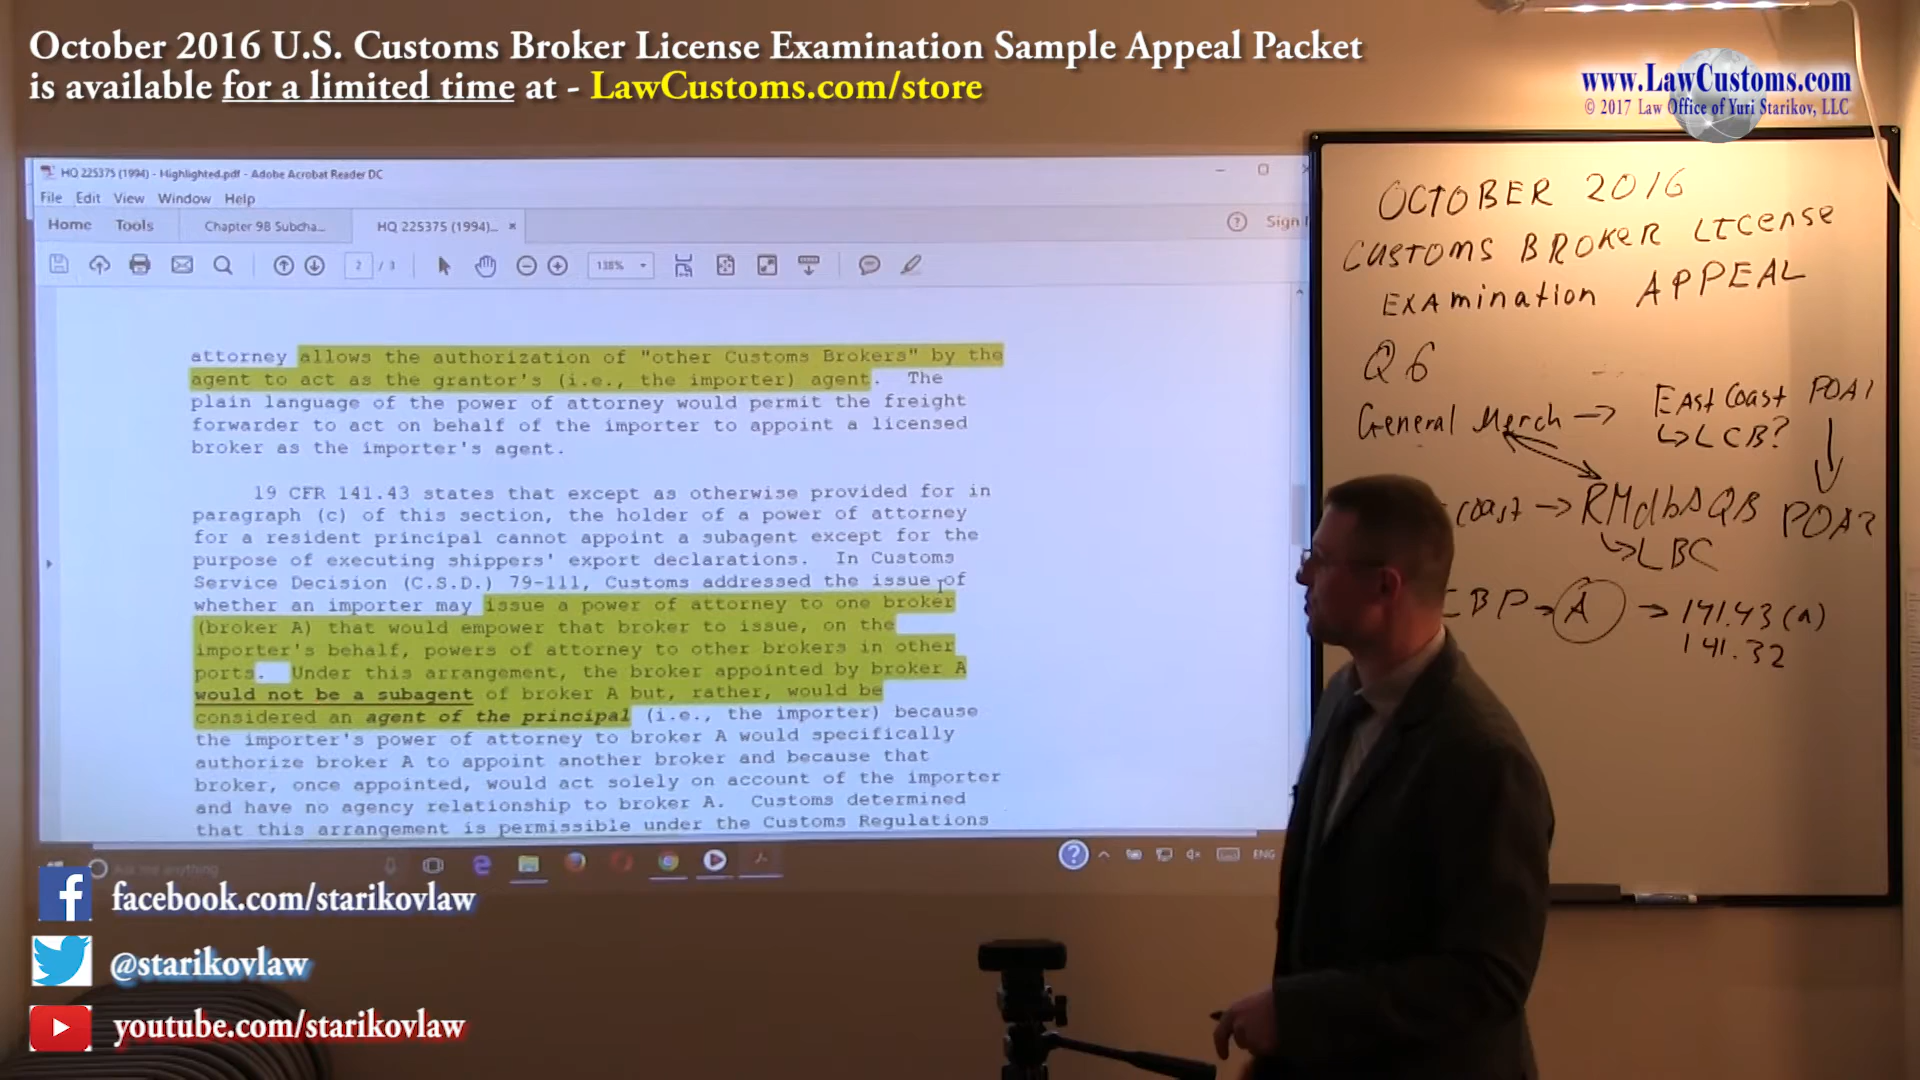 October 2016 U.S. Customs Broker License Examination Sample Appeal Packet
is available for a limited time at - LawCustoms.com/store
www.LawCustoms.com
© 2017 Law Office of Yuri Starikov, LLC
HQ 225375 (1994) - Highlighted.pdf - Adobe Acrobat Reader DC
File Edit View Window Help
Home Tools Chapter 98 Subcha... HQ 225375 (1994)... × ? Sign
2 / 3 138%
attorney allows the authorization of "other Customs Brokers" by the
agent to act as the grantor's (i.e., the importer) agent. The
plain language of the power of attorney would permit the freight
forwarder to act on behalf of the importer to appoint a licensed
broker as the importer's agent.
19 CFR 141.43 states that except as otherwise provided for in
paragraph (c) of this section, the holder of a power of attorney
for a resident principal cannot appoint a subagent except for the
purpose of executing shippers' export declarations. In Customs
Service Decision (C.S.D.) 79-111, Customs addressed the issue of
whether an importer may issue a power of attorney to one broker
(broker A) that would empower that broker to issue, on the
importer's behalf, powers of attorney to other brokers in other
ports. Under this arrangement, the broker appointed by broker A
would not be a subagent of broker A but, rather, would be
considered an agent of the principal (i.e., the importer) because
the importer's power of attorney to broker A would specifically
authorize broker A to appoint another broker and because that
broker, once appointed, would act solely on account of the importer
and have no agency relationship to broker A. Customs determined
that this arrangement is permissible under the Customs Regulations
Ask me anything
? ENG
OCTOBER 2016
CUSTOMS BROKER LICENSE
EXAMINATION APPEAL
Q 6
General Merch → EAST COAST POA1
↳ LCB?
COAST → RMdbA QB POA2
↳ LBC
CBP → A → 141.43 (a)
141.32
facebook.com/starikovlaw
@starikovlaw
youtube.com/starikovlaw